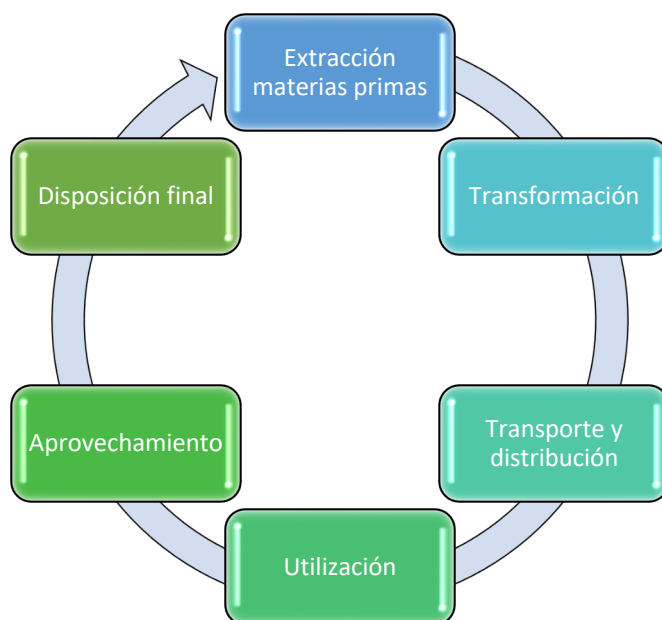 Extracción
materias primas
Transformación
Transporte y
distribución
Utilización
Aprovechamiento
Disposición final